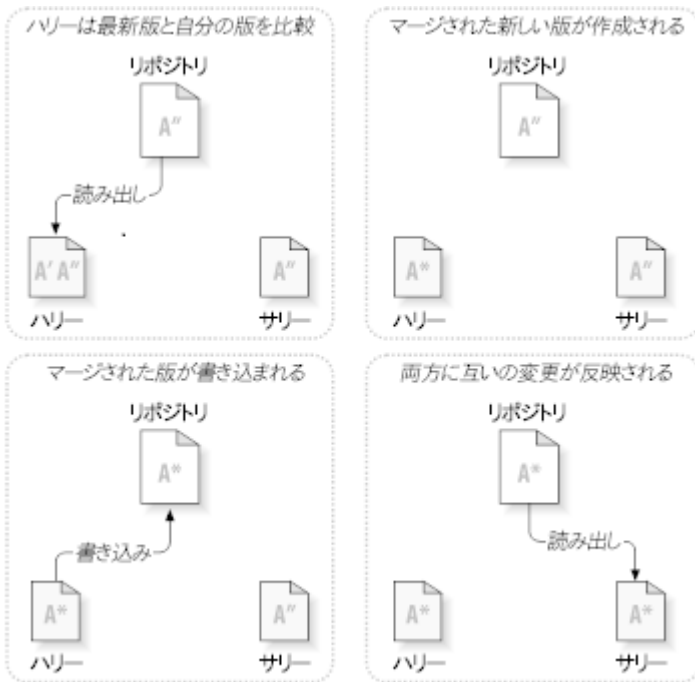 ハリーは最新版と自分の版を比較
リポジトリ
A″
読み出し
A′ A″
A″
ハリー
サリー
マージされた新しい版が作成される
リポジトリ
A″
A*
A″
ハリー
サリー
マージされた版が書き込まれる
リポジトリ
A*
書き込み
A*
A″
ハリー
サリー
両方に互いの変更が反映される
リポジトリ
A*
読み出し
A*
A*
ハリー
サリー